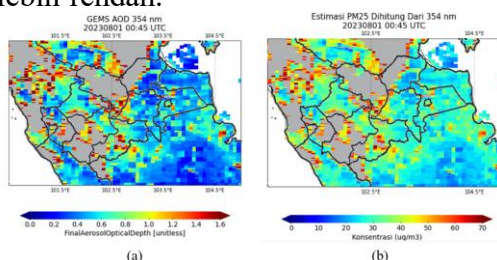 lebih rendah.
GEMS AOD 354 nm
20230801 00:45 UTC
101.5°E 102.5°E 103.5°E 104.5°E
101.5°E 102.5°E 103.5°E 104.5°E
0.0 0.2 0.4 0.6 0.8 1.0 1.2 1.4 1.6
FinalAerosolOpticalDepth [unitless]
(a)
Estimasi PM25 Dihitung Dari 354 nm
20230801 00:45 UTC
101.5°E 102.5°E 103.5°E 104.5°E
101.5°E 102.5°E 103.5°E 104.5°E
0 10 20 30 40 50 60 70
Konsentrasi (ug/m3)
(b)